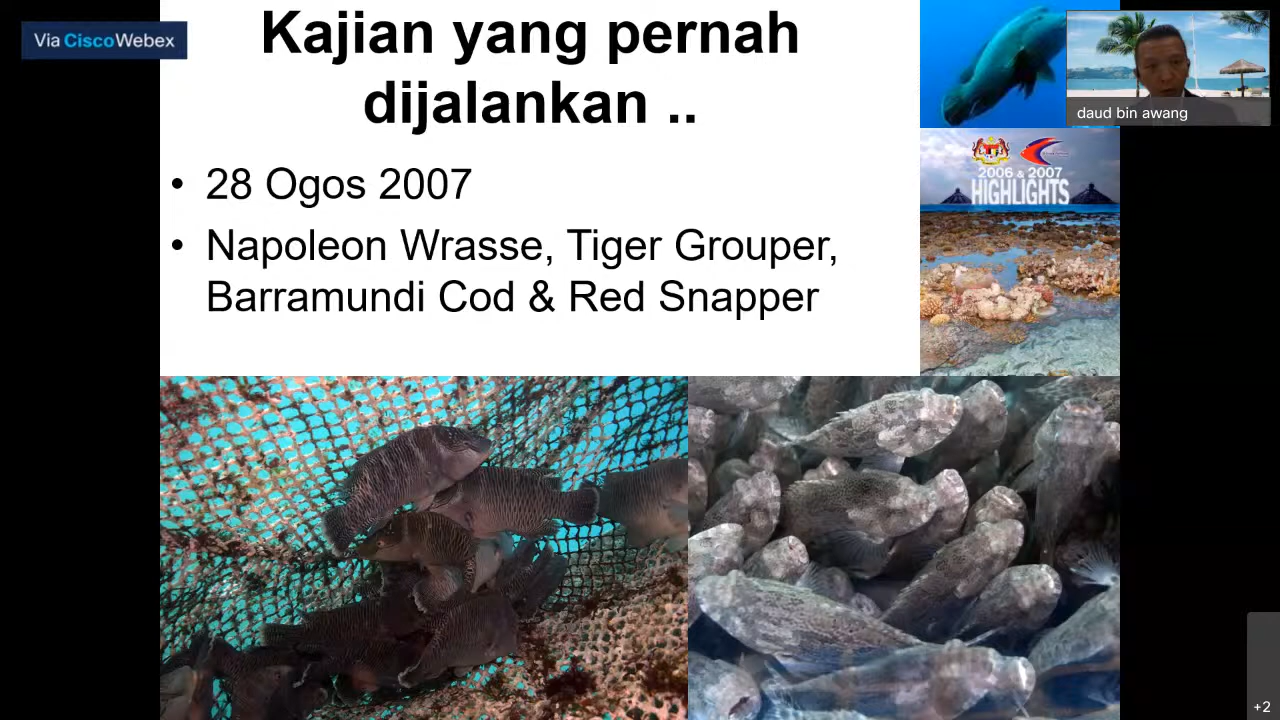 Via CiscoWebex
Kajian yang pernah
dijalankan ..
• 28 Ogos 2007
• Napoleon Wrasse, Tiger Grouper,
Barramundi Cod & Red Snapper
daud bin awang
2006 & 2007
HIGHLIGHTS
+2